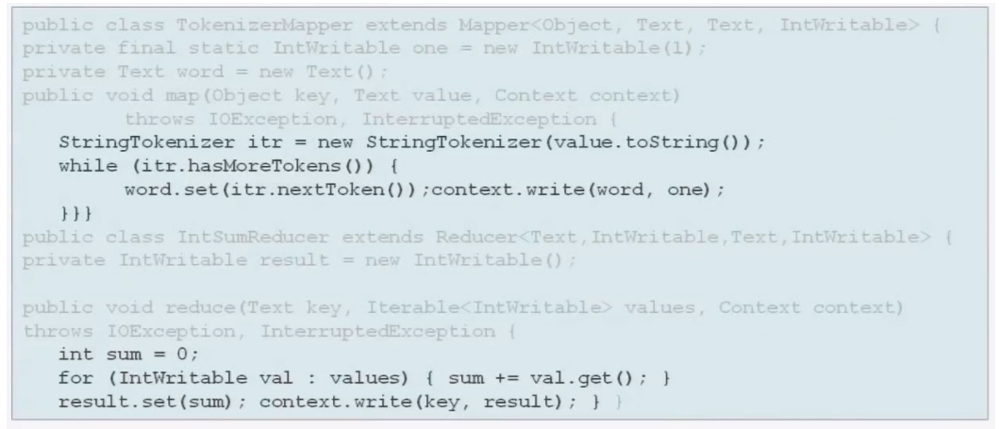 public class TokenizerMapper extends Mapper<Object, Text, Text, IntWritable> {
private final static IntWritable one = new IntWritable(1);
private Text word = new Text();
public void map(Object key, Text value, Context context)
throws IOException, InterruptedException {
StringTokenizer itr = new StringTokenizer(value.toString());
while (itr.hasMoreTokens()) {
word.set(itr.nextToken());context.write(word, one);
}}}
public class IntSumReducer extends Reducer<Text,IntWritable,Text,IntWritable> {
private IntWritable result = new IntWritable();
public void reduce(Text key, Iterable<IntWritable> values, Context context)
throws IOException, InterruptedException {
int sum = 0;
for (IntWritable val : values) { sum += val.get(); }
result.set(sum); context.write(key, result); } }